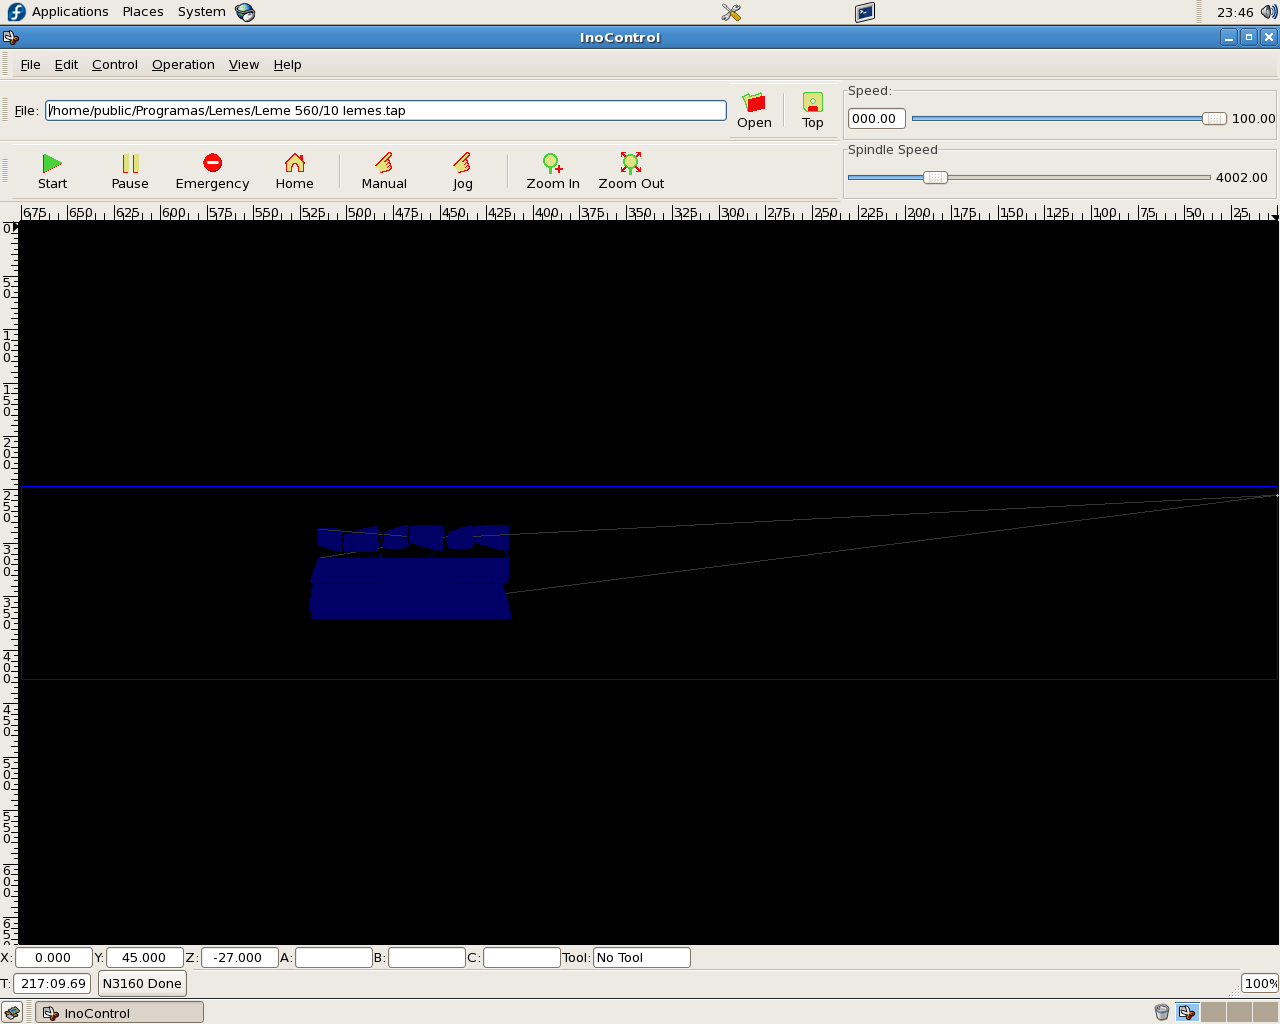 Applications Places System 23:46
InoControl
File Edit Control Operation View Help
Speed:
File: /home/public/Programas/Lemes/Leme 560/10 lemes.tap Open Top 000.00 100.00
Spindle Speed
Start Pause Emergency Home Manual Jog Zoom In Zoom Out 4002.00
675 650 625 600 575 550 525 500 475 450 425 400 375 350 325 300 275 250 225 200 175 150 125 100 75 50 25
0
50
100
150
200
250
300
350
400
450
500
550
600
65
X: 0.000 Y: 45.000 Z: -27.000 A: B: C: Tool: No Tool
T: 217:09.69 N3160 Done 100%
InoControl